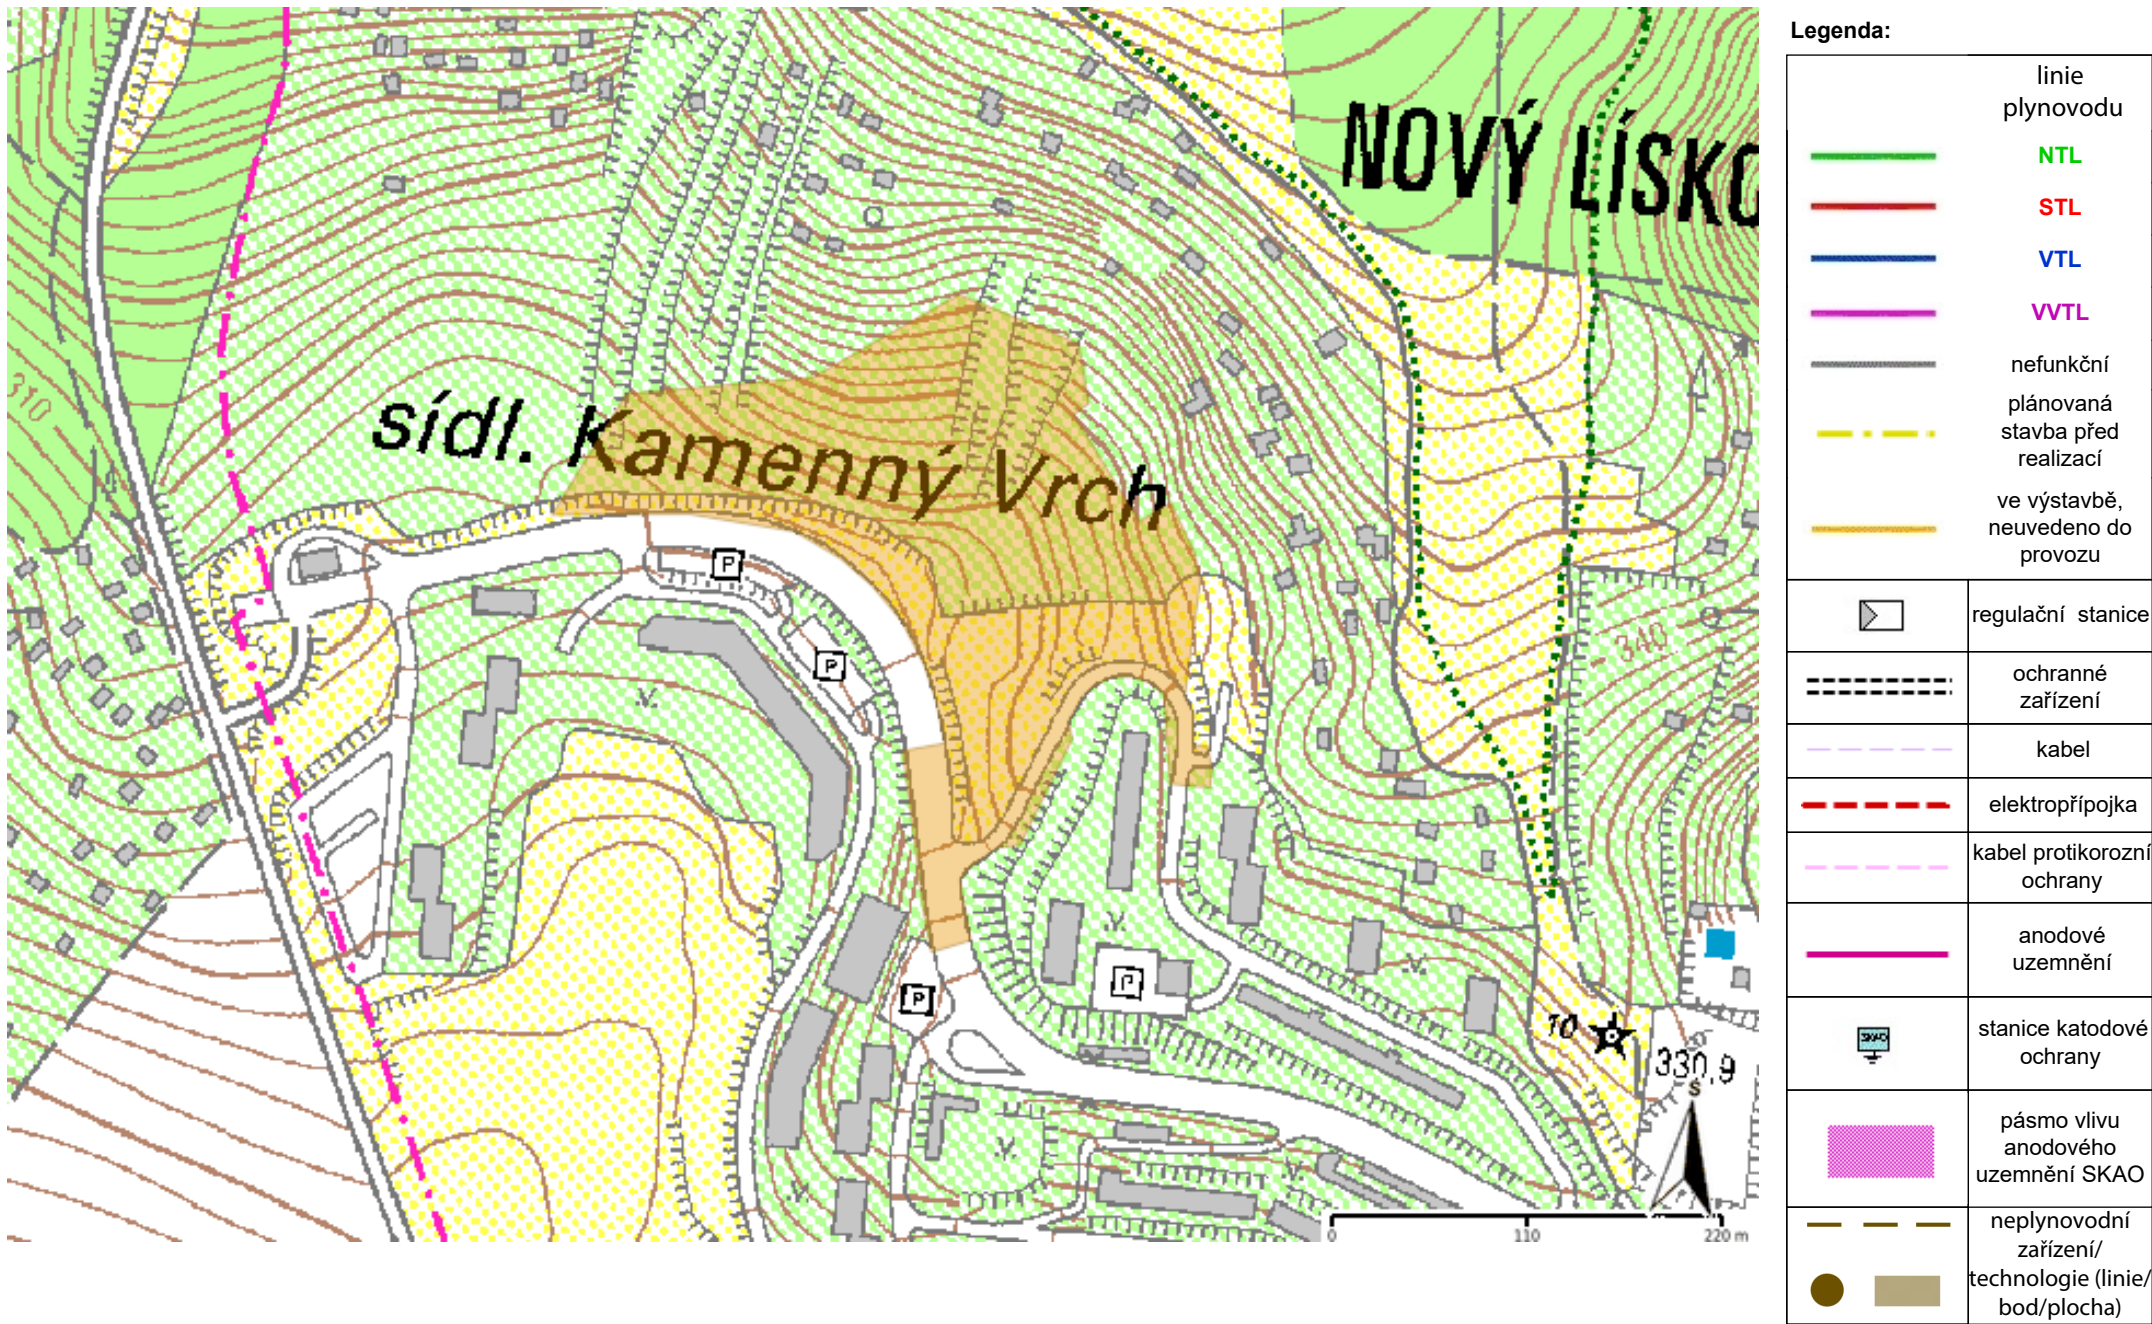 NOVÝ LÍSKO
310
sídl. Kamenný Vrch
P
P
340
P
P
10
330,9
S
0 110 220 m
Legenda:
linie
plynovodu
NTL
STL
VTL
VVTL
nefunkční
plánovaná
stavba před
realizací
ve výstavbě,
neuvedeno do
provozu
regulační stanice
ochranné
zařízení
kabel
elektropřípojka
kabel protikorozní
ochrany
anodové
uzemnění
SKAO
stanice katodové
ochrany
pásmo vlivu
anodového
uzemnění SKAO
neplynovodní
zařízení/
technologie (linie/
bod/plocha)